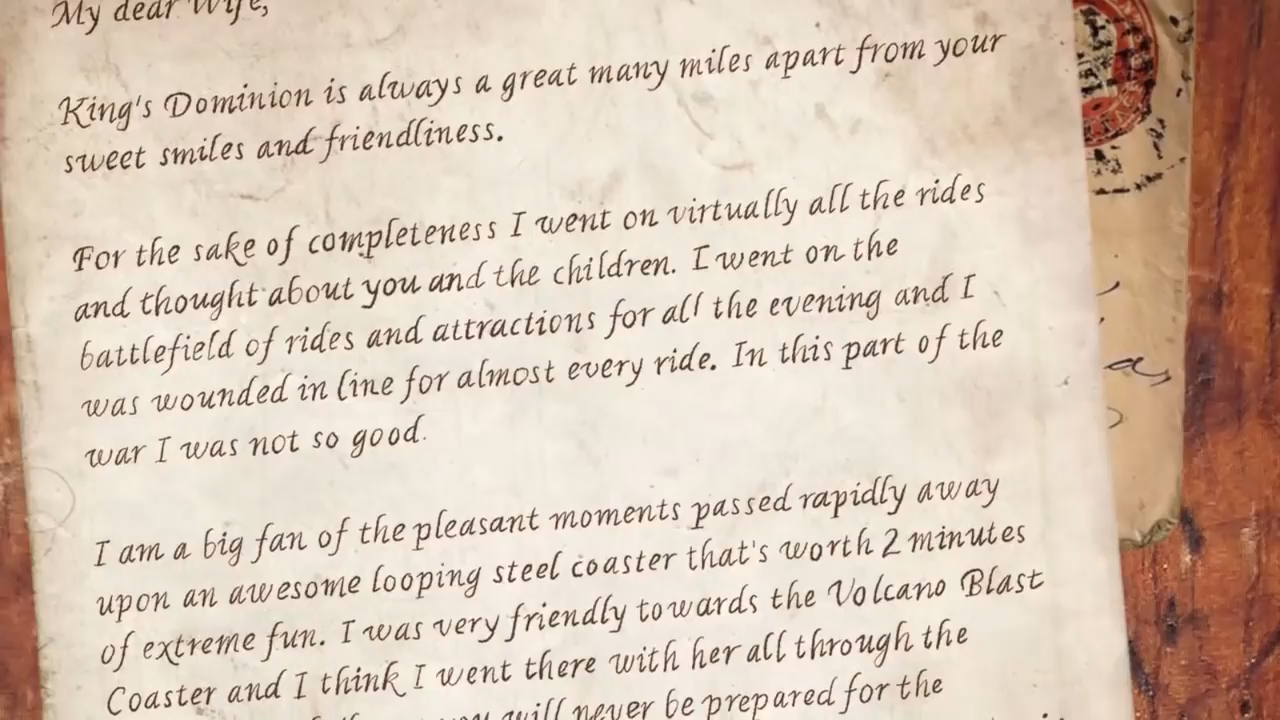 My dear Wife,
King's Dominion is always a great many miles apart from your
sweet smiles and friendliness.
For the sake of completeness I went on virtually all the rides
and thought about you and the children. I went on the
battlefield of rides and attractions for all the evening and I
was wounded in line for almost every ride. In this part of the
war I was not so good.
I am a big fan of the pleasant moments passed rapidly away
upon an awesome looping steel coaster that's worth 2 minutes
of extreme fun. I was very friendly towards the Volcano Blast
Coaster and I think I went there with her all through the
you will never be prepared for the